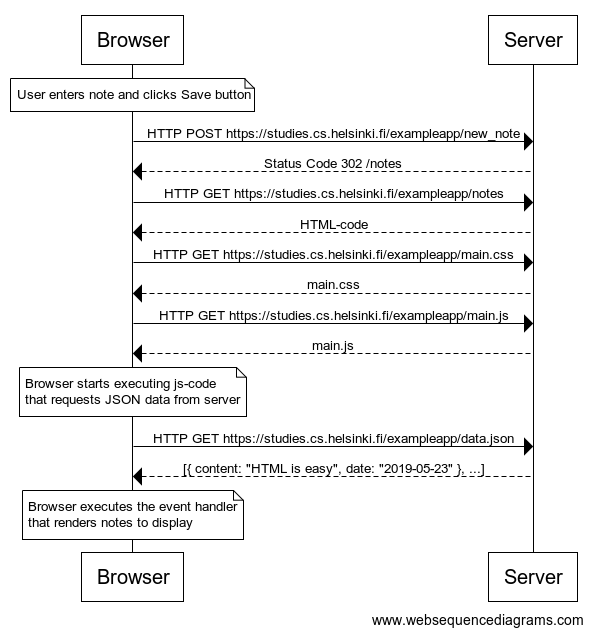 Browser
Server
User enters note and clicks Save button
HTTP POST https://studies.cs.helsinki.fi/exampleapp/new_note
Status Code 302 /notes
HTTP GET https://studies.cs.helsinki.fi/exampleapp/notes
HTML-code
HTTP GET https://studies.cs.helsinki.fi/exampleapp/main.css
main.css
HTTP GET https://studies.cs.helsinki.fi/exampleapp/main.js
main.js
Browser starts executing js-code
that requests JSON data from server
HTTP GET https://studies.cs.helsinki.fi/exampleapp/data.json
[{ content: "HTML is easy", date: "2019-05-23" }, ...]
Browser executes the event handler
that renders notes to display
Browser
Server
www.websequencediagrams.com